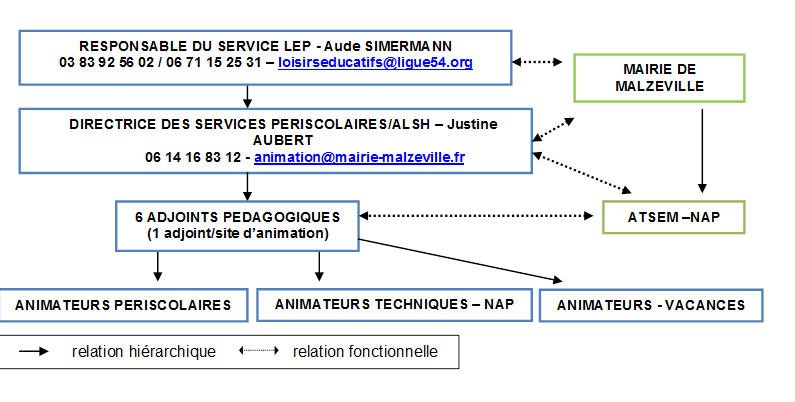 RESPONSABLE DU SERVICE LEP - Aude SIMERMANN
03 83 92 56 02 / 06 71 15 25 31 – loisirseducatifs@ligue54.org
MAIRIE DE
MALZEVILLE
DIRECTRICE DES SERVICES PERISCOLAIRES/ALSH – Justine
AUBERT
06 14 16 83 12 - animation@mairie-malzeville.fr
6 ADJOINTS PEDAGOGIQUES
(1 adjoint/site d'animation)
ATSEM –NAP
ANIMATEURS PERISCOLAIRES
ANIMATEURS TECHNIQUES – NAP
ANIMATEURS - VACANCES
relation hiérarchique
relation fonctionnelle